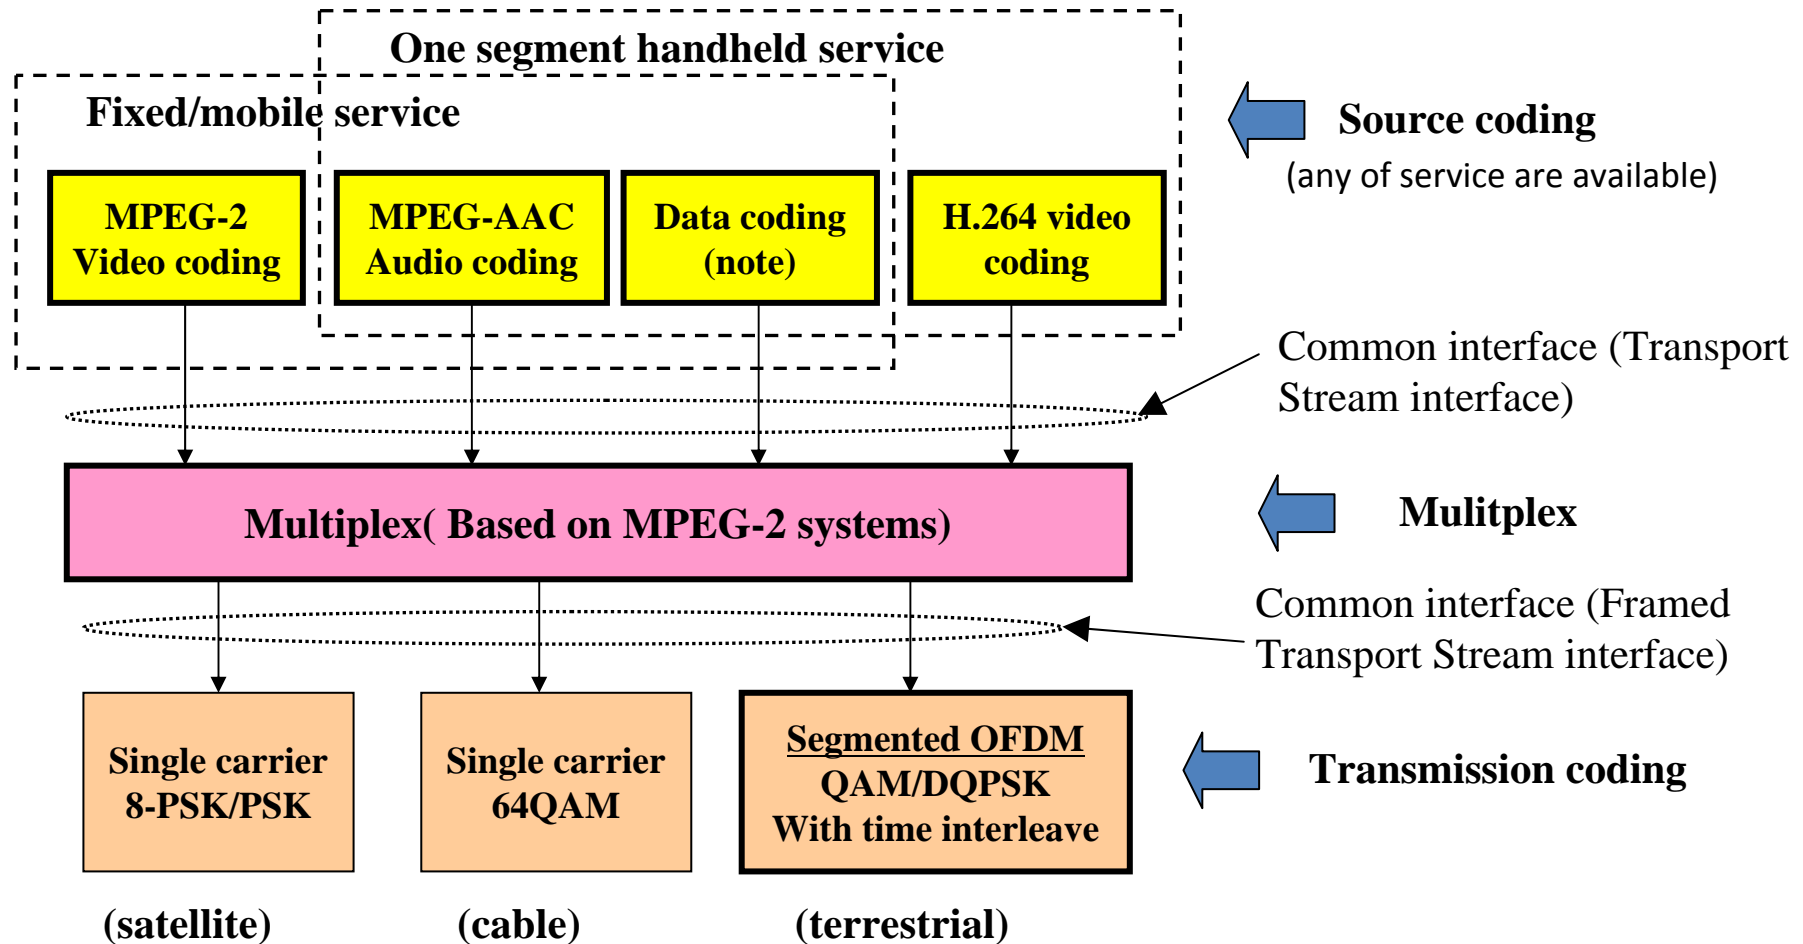 One segment handheld service
Fixed/mobile service
Source coding
(any of service are available)
MPEG-2
Video coding
MPEG-AAC
Audio coding
Data coding
(note)
H.264 video
coding
Common interface (Transport
Stream interface)
Multiplex( Based on MPEG-2 systems)
Mulitplex
Common interface (Framed
Transport Stream interface)
Single carrier
8-PSK/PSK
Single carrier
64QAM
Segmented OFDM
QAM/DQPSK
With time interleave
Transmission coding
(satellite)
(cable)
(terrestrial)